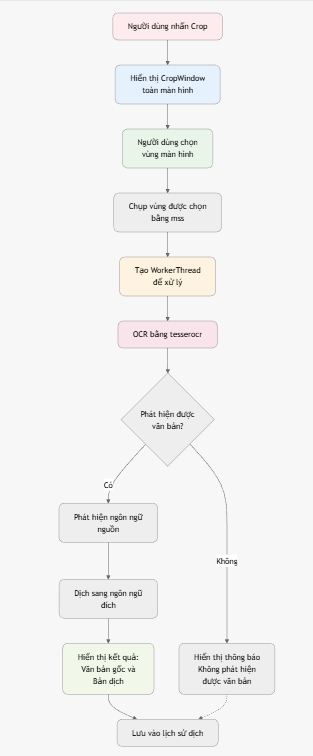 Người dùng nhấn Crop
Hiển thị CropWindow
toàn màn hình
Người dùng chọn
vùng màn hình
Chụp vùng được chọn
bằng mss
Tạo WorkerThread
để xử lý
OCR bằng tesserocr
Phát hiện được
văn bản?
Có
Phát hiện ngôn ngữ
nguồn
Không
Dịch sang ngôn ngũ
đích
Hiển thị kết quả:
Văn bản gốc và
Bản dịch
Hiển thị thông báo
Không phát hiện
được văn bản
Lưu vào lịch sử dịch